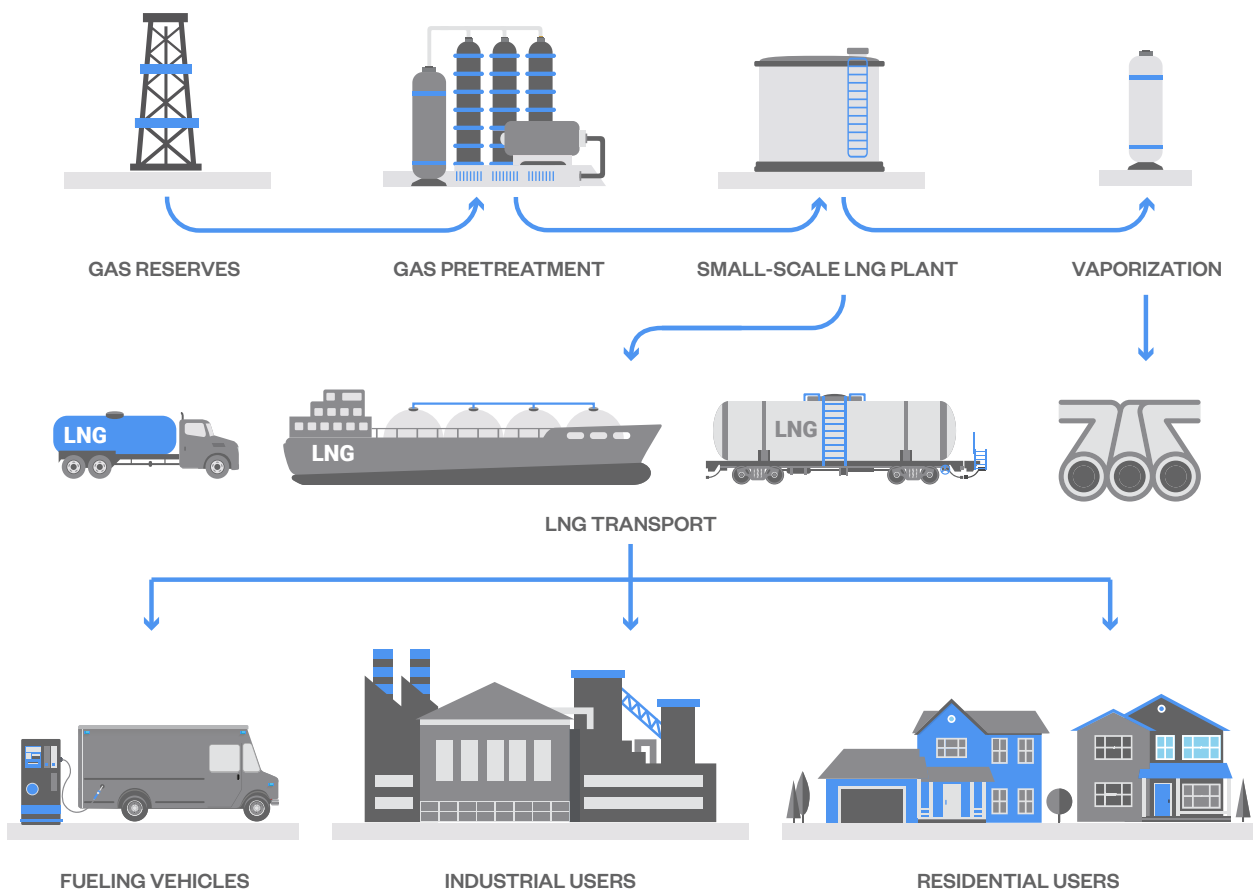 GAS RESERVES
GAS PRETREATMENT
SMALL-SCALE LNG PLANT
VAPORIZATION
LNG
LNG
LNG
LNG TRANSPORT
FUELING VEHICLES
INDUSTRIAL USERS
RESIDENTIAL USERS